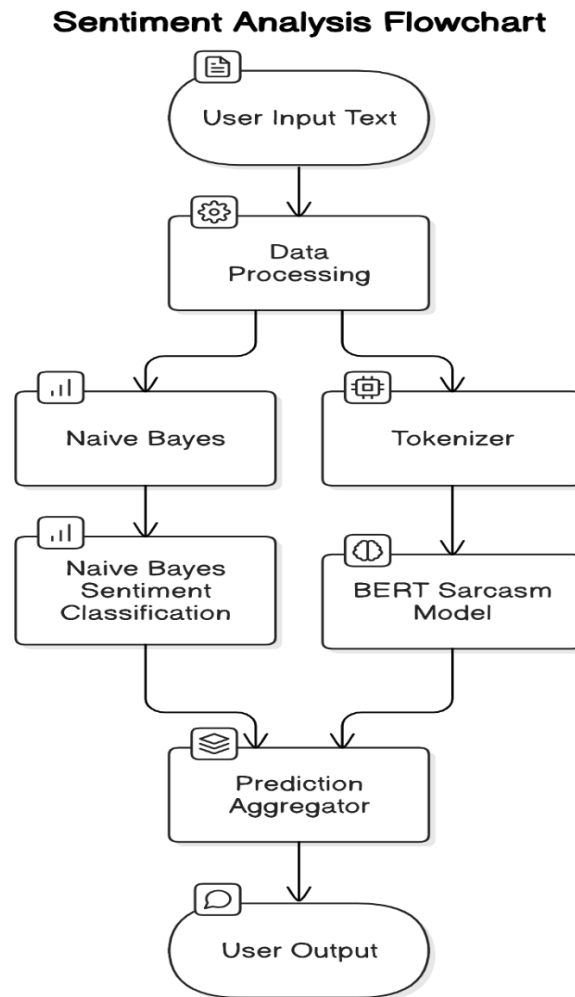 Sentiment Analysis Flowchart
User Input Text
Data
Processing
Naive Bayes
Tokenizer
Naive Bayes
Sentiment
Classification
BERT Sarcasm
Model
Prediction
Aggregator
User Output